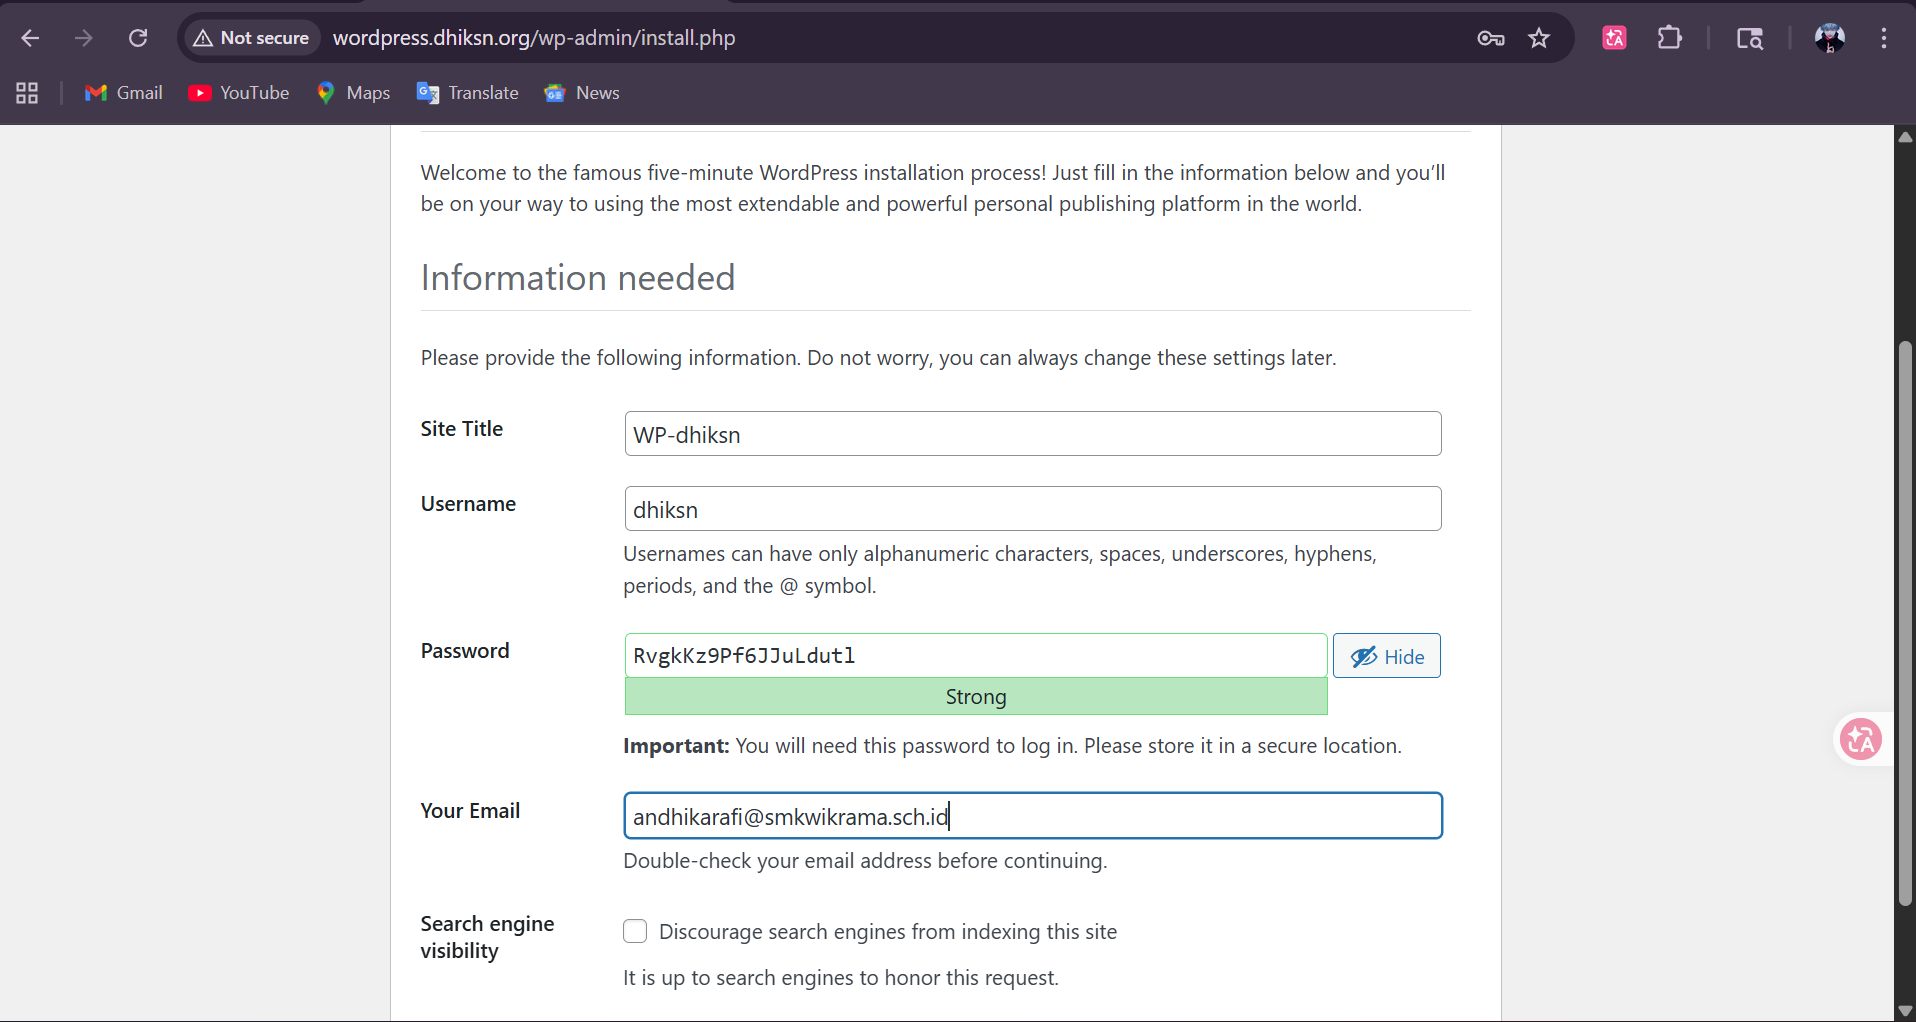 Not secure
wordpress.dhiksn.org/wp-admin/install.php
Gmail
YouTube
Maps
Translate
News
Welcome to the famous five-minute WordPress installation process! Just fill in the information below and you’ll
be on your way to using the most extendable and powerful personal publishing platform in the world.
Information needed
Please provide the following information. Do not worry, you can always change these settings later.
Site Title
WP-dhiksn
Username
dhiksn
Usernames can have only alphanumeric characters, spaces, underscores, hyphens,
periods, and the @ symbol.
Password
RvgkKz9Pf6JJuLdutl
Hide
Strong
Important: You will need this password to log in. Please store it in a secure location.
Your Email
andhikarafi@smkwikrama.sch.id
Double-check your email address before continuing.
Search engine
visibility
Discourage search engines from indexing this site
It is up to search engines to honor this request.